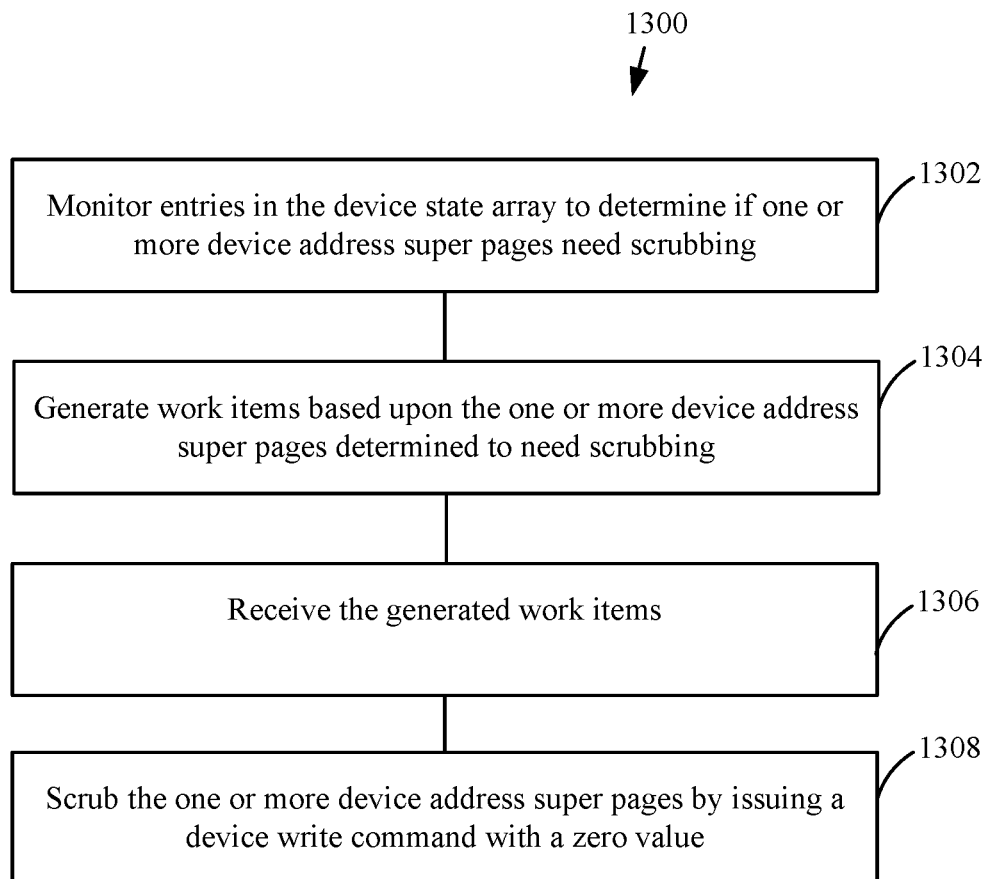 1300
1302
Monitor entries in the device state array to determine if one or
more device address super pages need scrubbing
1304
Generate work items based upon the one or more device address
super pages determined to need scrubbing
1306
Receive the generated work items
1308
Scrub the one or more device address super pages by issuing a
device write command with a zero value